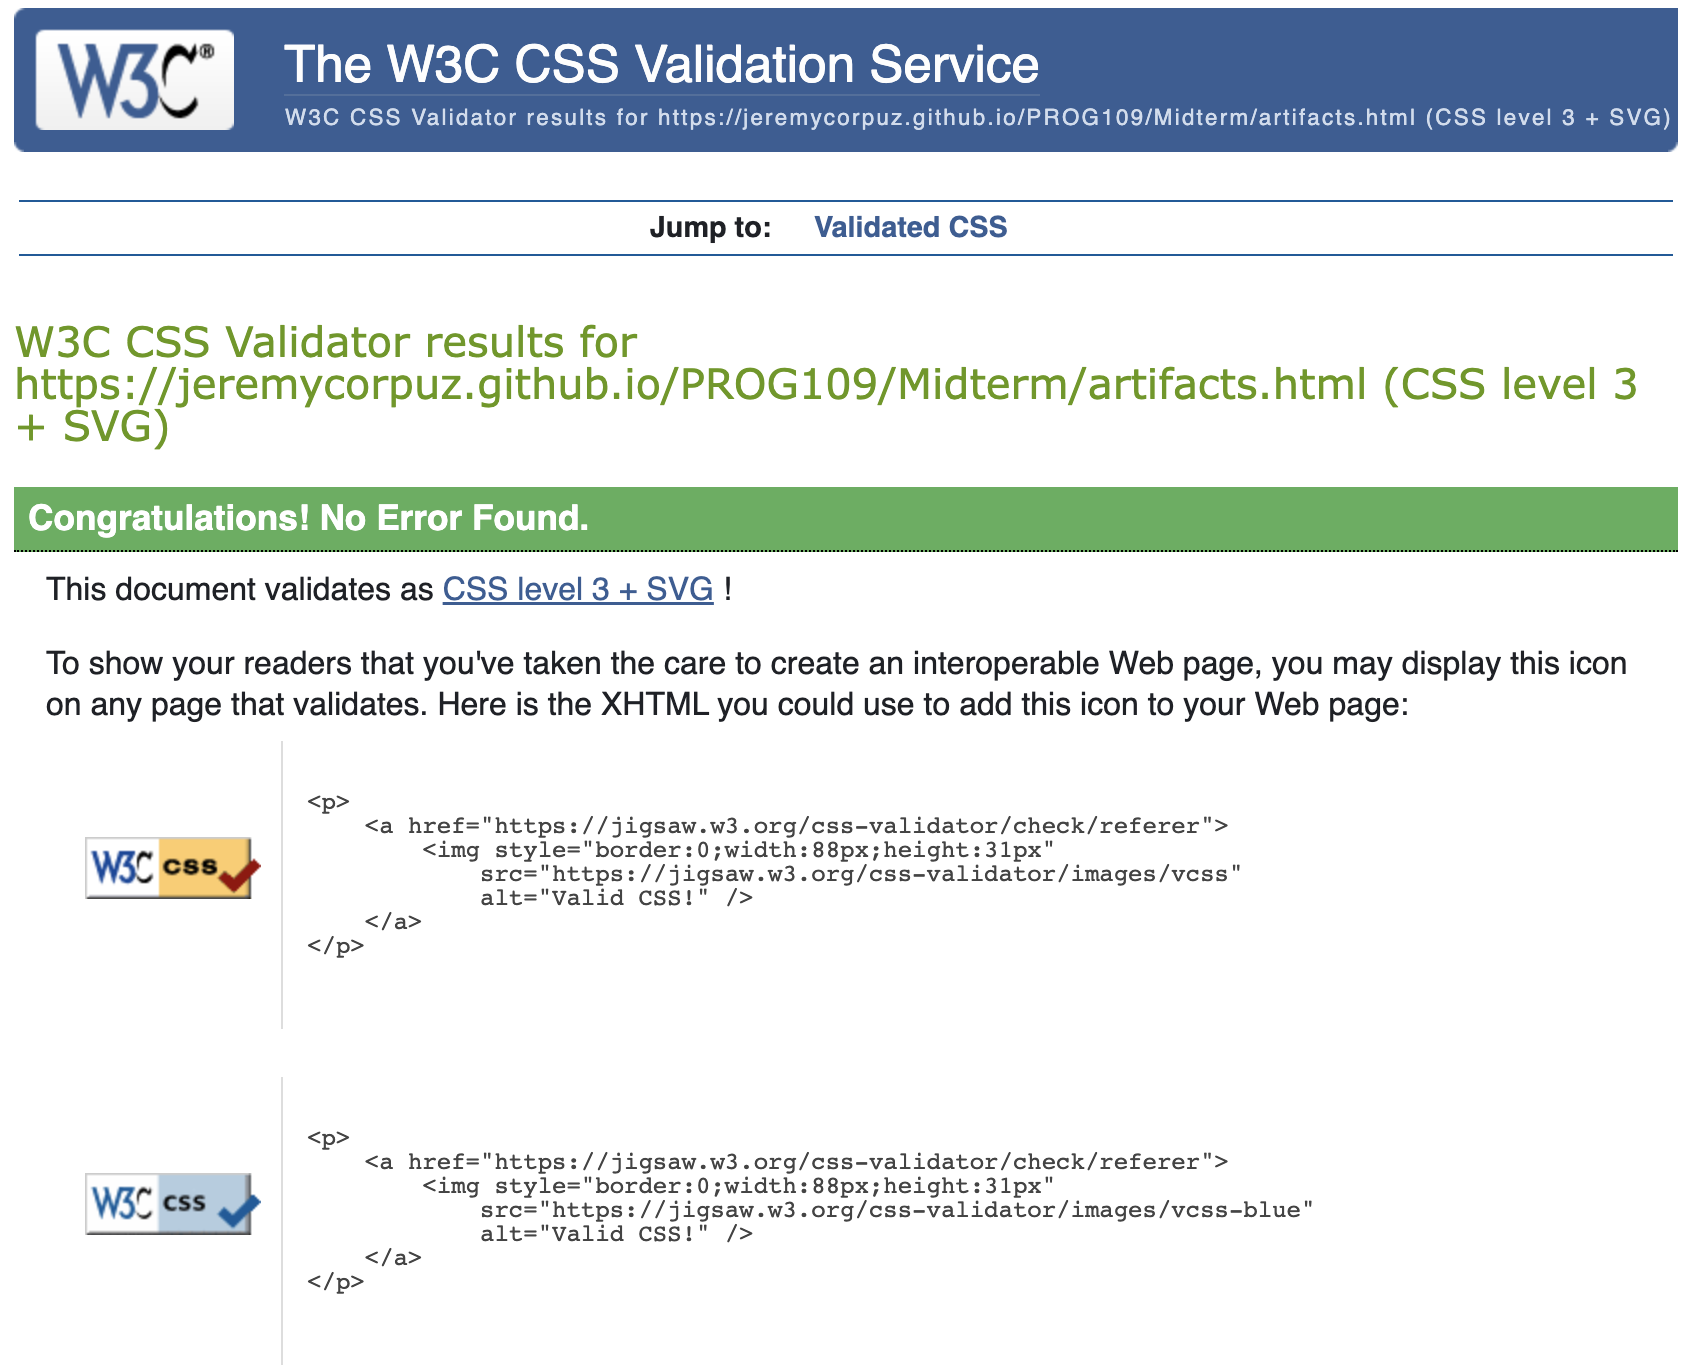 W3C®
The W3C CSS Validation Service
W3C CSS Validator results for https://jeremycorpuz.github.io/PROG109/Midterm/artifacts.html (CSS level 3 + SVG)
Jump to: Validated CSS
W3C CSS Validator results for
https://jeremycorpuz.github.io/PROG109/Midterm/artifacts.html (CSS level 3
+ SVG)
Congratulations! No Error Found.
This document validates as CSS level 3 + SVG !
To show your readers that you've taken the care to create an interoperable Web page, you may display this icon
on any page that validates. Here is the XHTML you could use to add this icon to your Web page:
W3C css
<p>
    <a href="https://jigsaw.w3.org/css-validator/check/referer">
        <img style="border:0;width:88px;height:31px"
            src="https://jigsaw.w3.org/css-validator/images/vcss"
            alt="Valid CSS!" />
    </a>
</p>
W3C css
<p>
    <a href="https://jigsaw.w3.org/css-validator/check/referer">
        <img style="border:0;width:88px;height:31px"
            src="https://jigsaw.w3.org/css-validator/images/vcss-blue"
            alt="Valid CSS!" />
    </a>
</p>